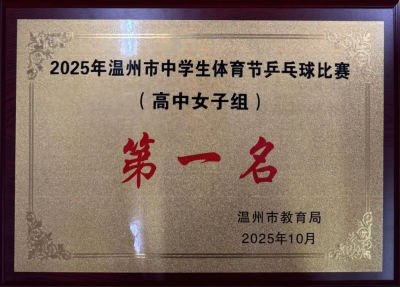 2025年温州市中学生体育节乒乓球比赛
（高中女子组）
第一名
温州市教育局
2025年10月